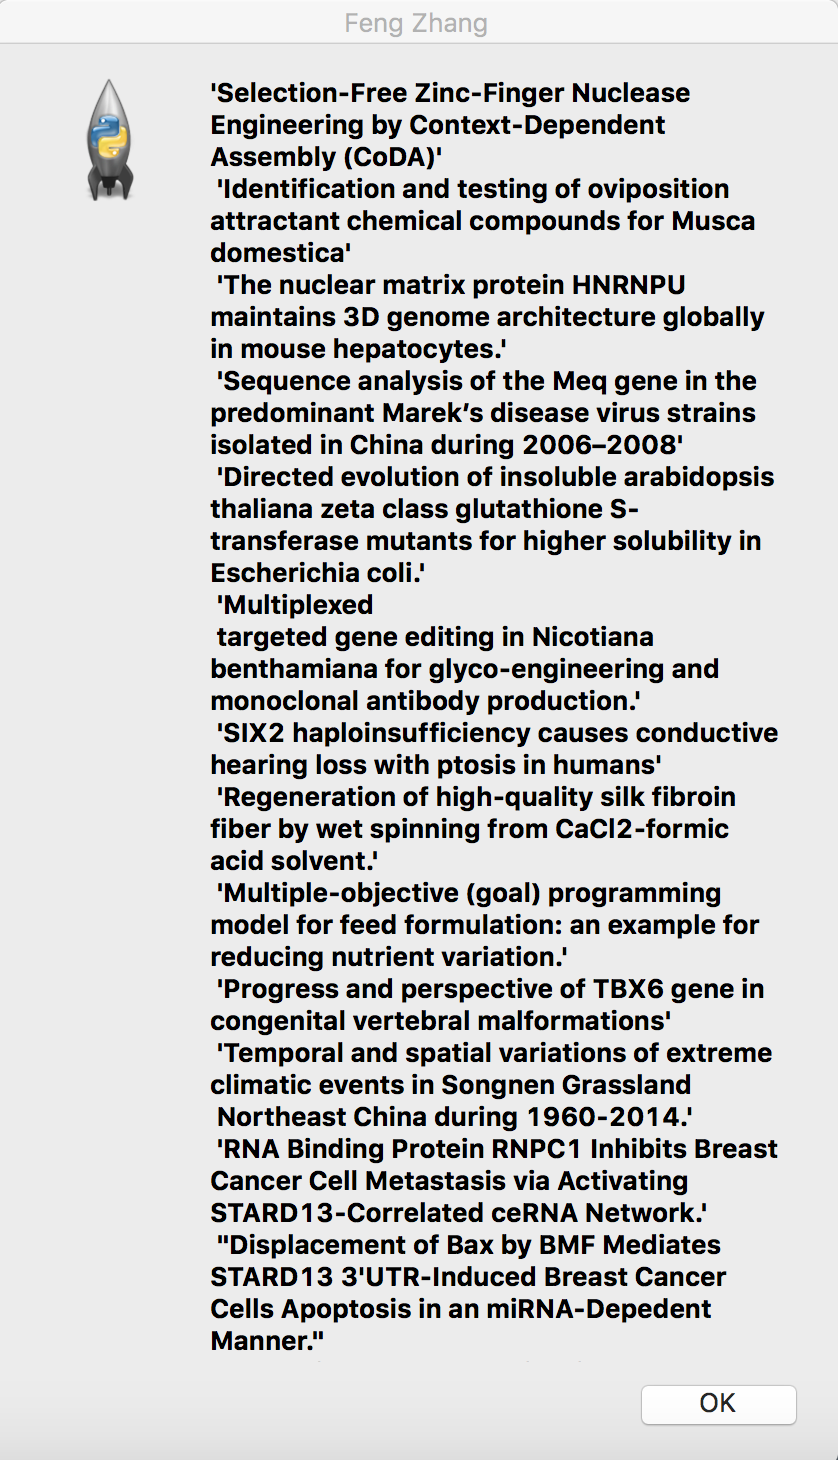 Feng Zhang
'Selection-Free Zinc-Finger Nuclease
Engineering by Context-Dependent
Assembly (CoDA)'
'Identification and testing of oviposition
attractant chemical compounds for Musca
domestica'
'The nuclear matrix protein HNRNPU
maintains 3D genome architecture globally
in mouse hepatocytes.'
'Sequence analysis of the Meq gene in the
predominant Marek’s disease virus strains
isolated in China during 2006–2008'
'Directed evolution of insoluble arabidopsis
thaliana zeta class glutathione S-
transferase mutants for higher solubility in
Escherichia coli.'
'Multiplexed
targeted gene editing in Nicotiana
benthamiana for glyco-engineering and
monoclonal antibody production.'
'SIX2 haploinsufficiency causes conductive
hearing loss with ptosis in humans'
'Regeneration of high-quality silk fibroin
fiber by wet spinning from CaCl2-formic
acid solvent.'
'Multiple-objective (goal) programming
model for feed formulation: an example for
reducing nutrient variation.'
'Progress and perspective of TBX6 gene in
congenital vertebral malformations'
'Temporal and spatial variations of extreme
climatic events in Songnen Grassland
Northeast China during 1960-2014.'
'RNA Binding Protein RNPC1 Inhibits Breast
Cancer Cell Metastasis via Activating
STARD13-Correlated ceRNA Network.'
"Displacement of Bax by BMF Mediates
STARD13 3'UTR-Induced Breast Cancer
Cells Apoptosis in an miRNA-Depedent
Manner."
OK